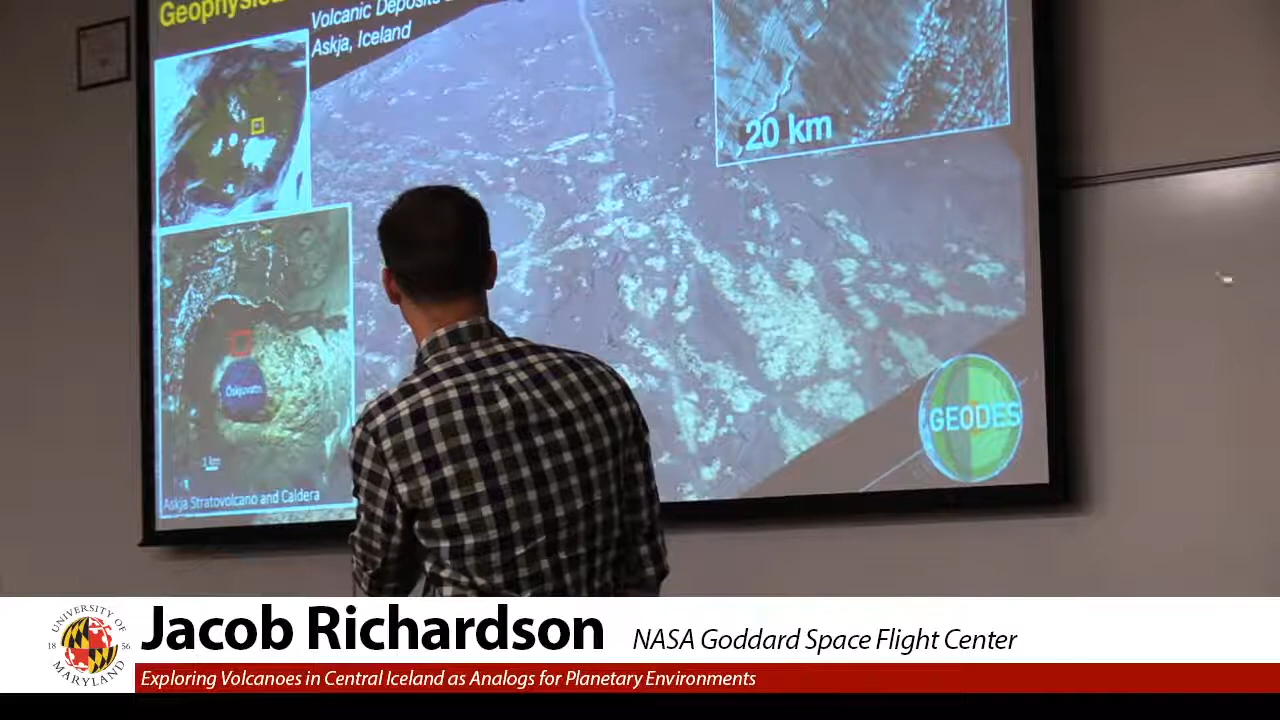 Geophysical
Volcanic Deposits
Askja, Iceland
20 km
Öskjuvatn
1 km
Askja Stratovolcano and Caldera
GEODES
UNIVERSITY OF
18 56
MARYLAND
Jacob Richardson
NASA Goddard Space Flight Center
Exploring Volcanoes in Central Iceland as Analogs for Planetary Environments